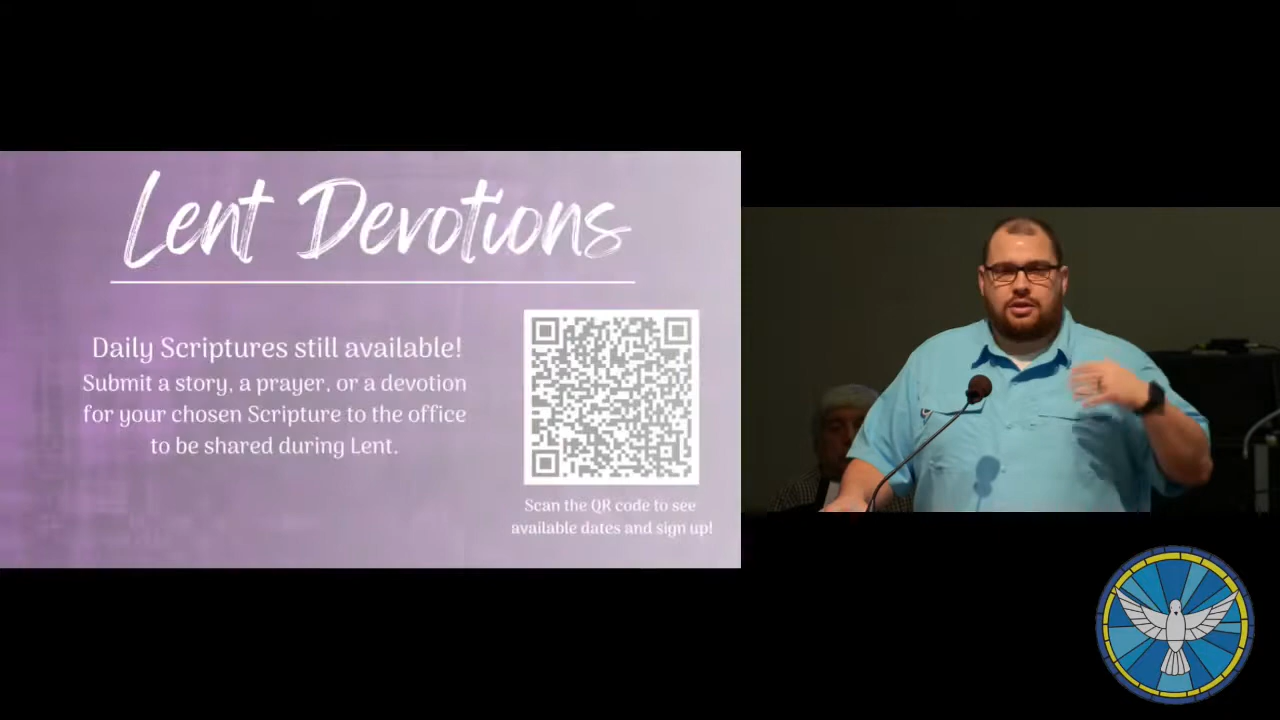 Lent Devotions
Daily Scriptures still available!
Submit a story, a prayer, or a devotion
for your chosen Scripture to the office
to be shared during Lent.
Scan the QR code to see
available dates and sign up!